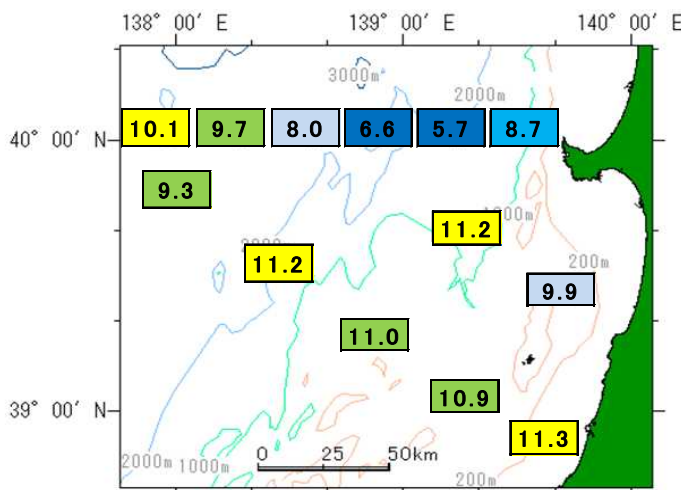 138° 00′ E 139° 00′ E 140° 00′ E
3000m
2000m
40° 00′ N
10.1 9.7 8.0 6.6 5.7 8.7
9.3
11.2
1000m
11.2
200m
9.9
11.0
10.9
39° 00′ N
11.3
0 25 50km
2000m 1000m
200m